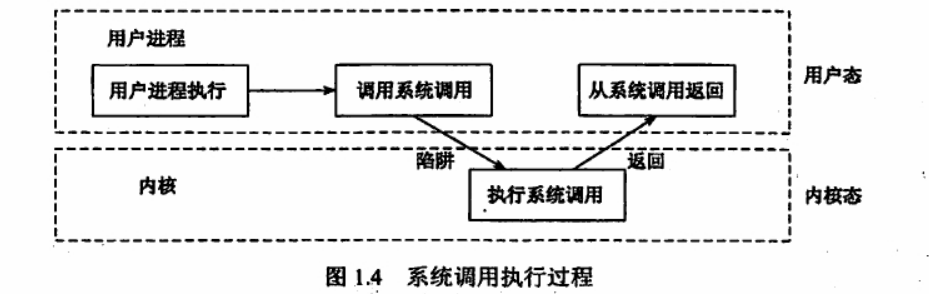 用户进程
用户进程执行
调用系统调用
从系统调用返回
用户态
陷阱
返回
内核
执行系统调用
内核态
图 1.4 系统调用执行过程